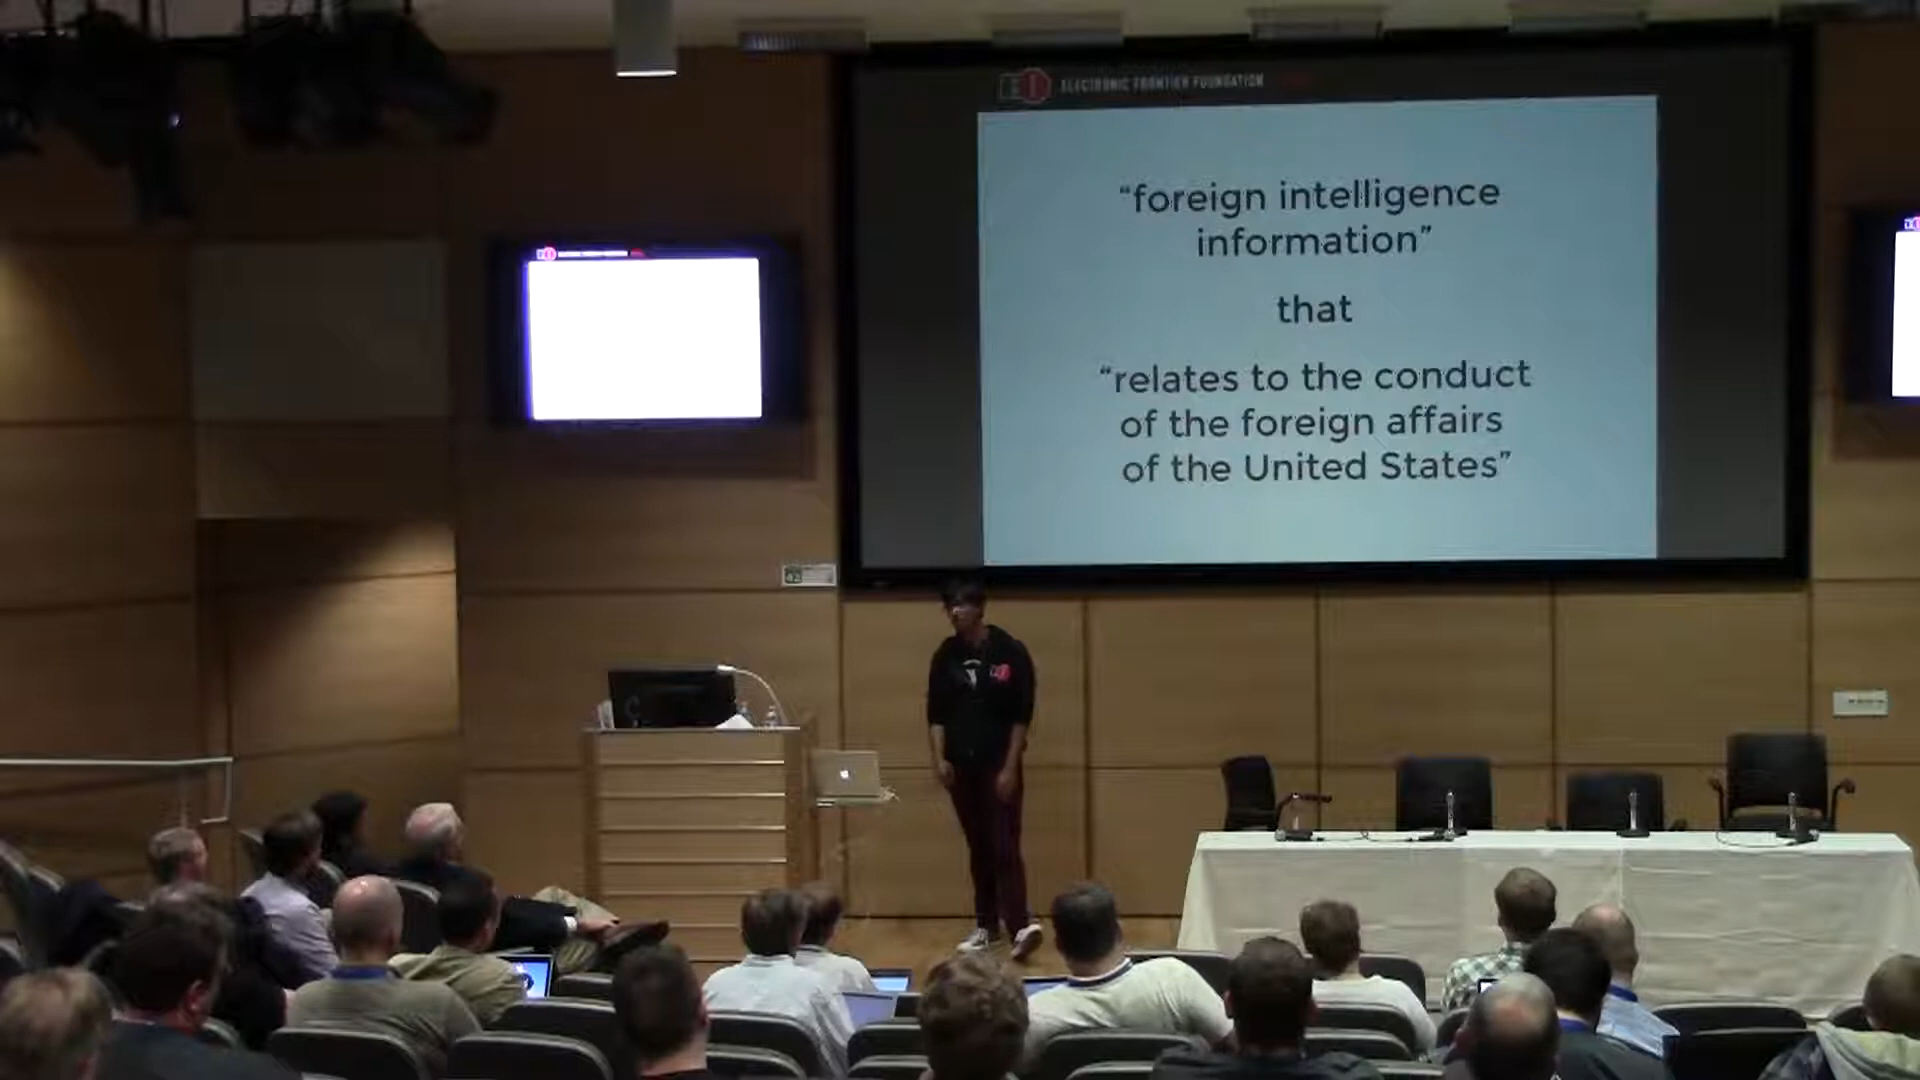 ELECTRONIC FRONTIER FOUNDATION
“foreign intelligence
information”
that
“relates to the conduct
of the foreign affairs
of the United States”